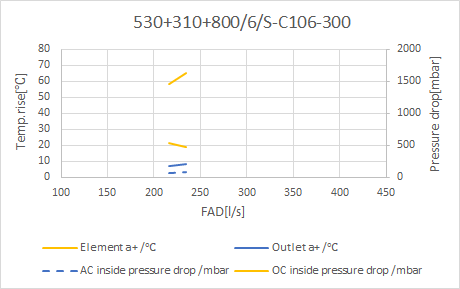 530+310+800/6/S-C106-300
80
70
60
50
40
30
20
10
0
Temp.rise[°C]
2000
1500
1000
500
0
Pressure drop[mbar]
100 150 200 250 300 350 400 450
FAD[l/s]
Element a+ /°C
Outlet a+ /°C
AC inside pressure drop /mbar
OC inside pressure drop /mbar